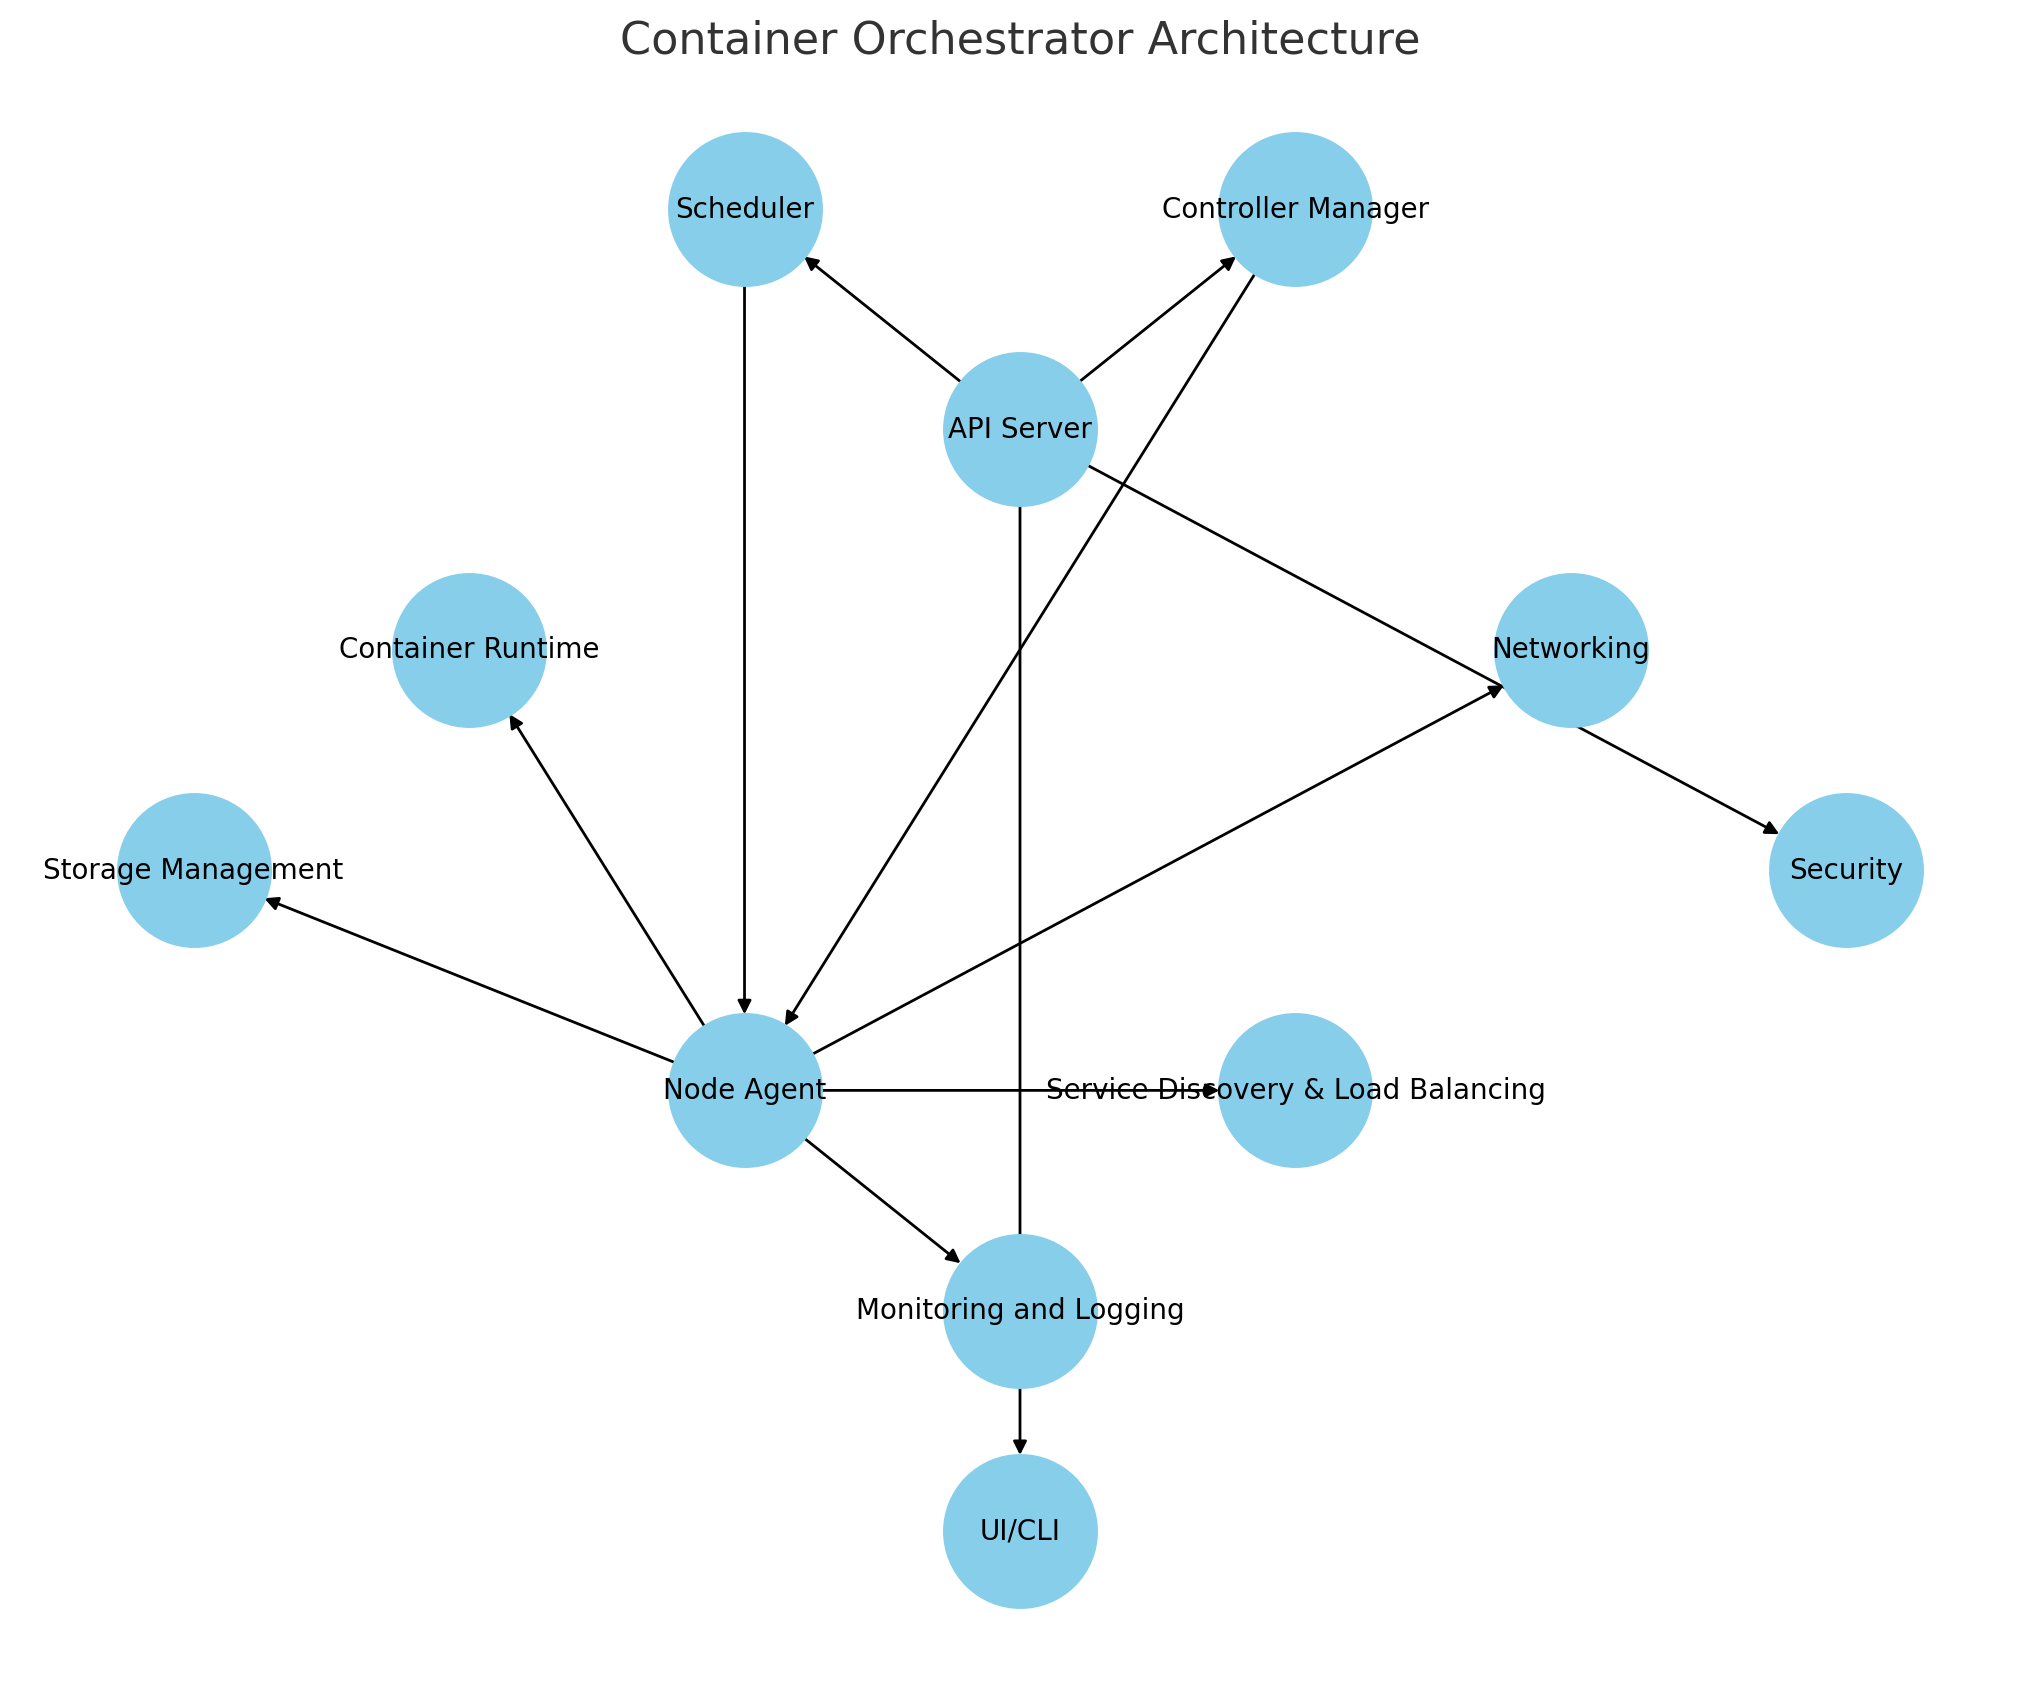 Container Orchestrator Architecture
Scheduler
Controller Manager
API Server
Container Runtime
Networking
Storage Management
Security
Node Agent
Service Discovery & Load Balancing
Monitoring and Logging
UI/CLI